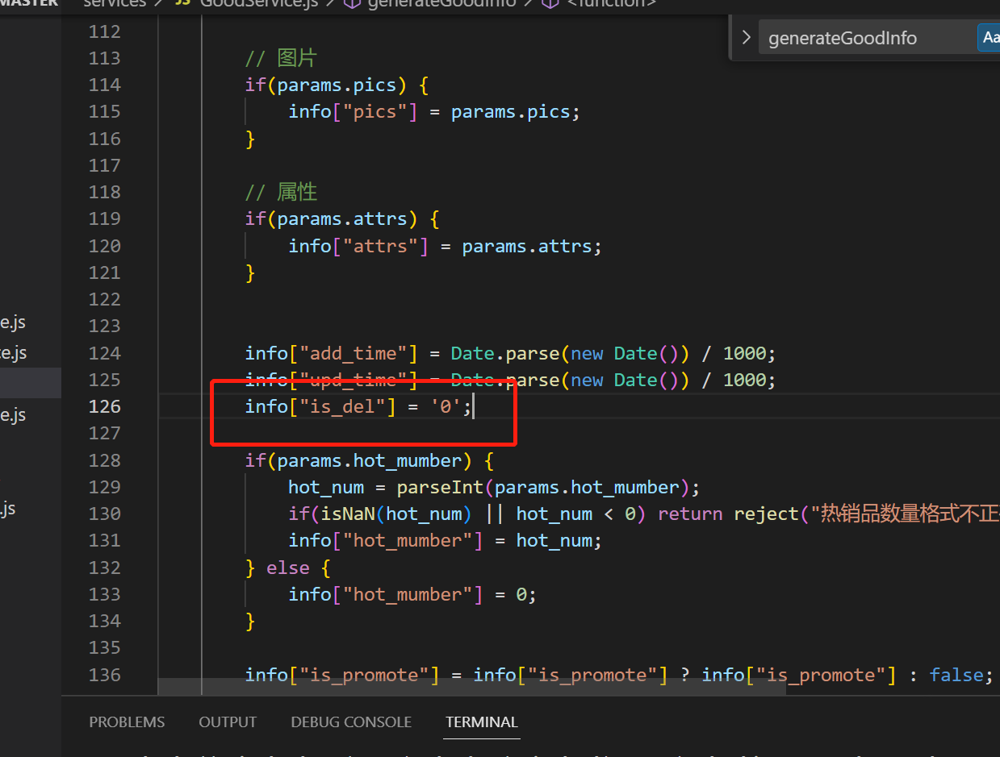 MASTER services > JS GoodService.js > generateGoodInfo > <function>
generateGoodInfo
Aa
112
113 // 图片
114 if(params.pics) {
115 info["pics"] = params.pics;
116 }
117
118 // 属性
119 if(params.attrs) {
120 info["attrs"] = params.attrs;
121 }
122
123
124 info["add_time"] = Date.parse(new Date()) / 1000;
125 info["upd_time"] = Date.parse(new Date()) / 1000;
126 info["is_del"] = '0';
127
128 if(params.hot_mumber) {
129 hot_num = parseInt(params.hot_mumber);
130 if(isNaN(hot_num) || hot_num < 0) return reject("热销品数量格式不正
131 info["hot_mumber"] = hot_num;
132 } else {
133 info["hot_mumber"] = 0;
134 }
135
136 info["is_promote"] = info["is_promote"] ? info["is_promote"] : false;
e.js
e.js
e.js
.js
PROBLEMS OUTPUT DEBUG CONSOLE TERMINAL